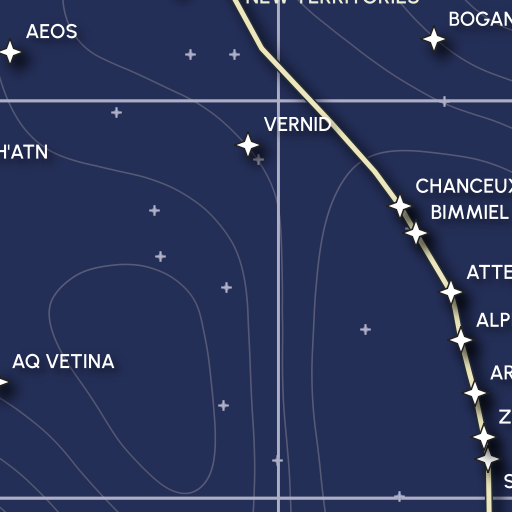 NEW TERRITORIES
BOGAN
AEOS
VERNID
H'ATN
CHANCEUX
BIMMIEL
ATTE
ALP
AQ VETINA
AR
Z
S